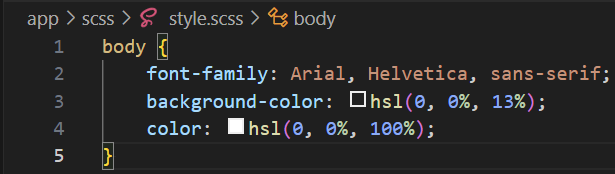 app > scss > style.scss > body
1 body {
2     font-family: Arial, Helvetica, sans-serif;
3     background-color: hsl(0, 0%, 13%);
4     color: hsl(0, 0%, 100%);
5 }